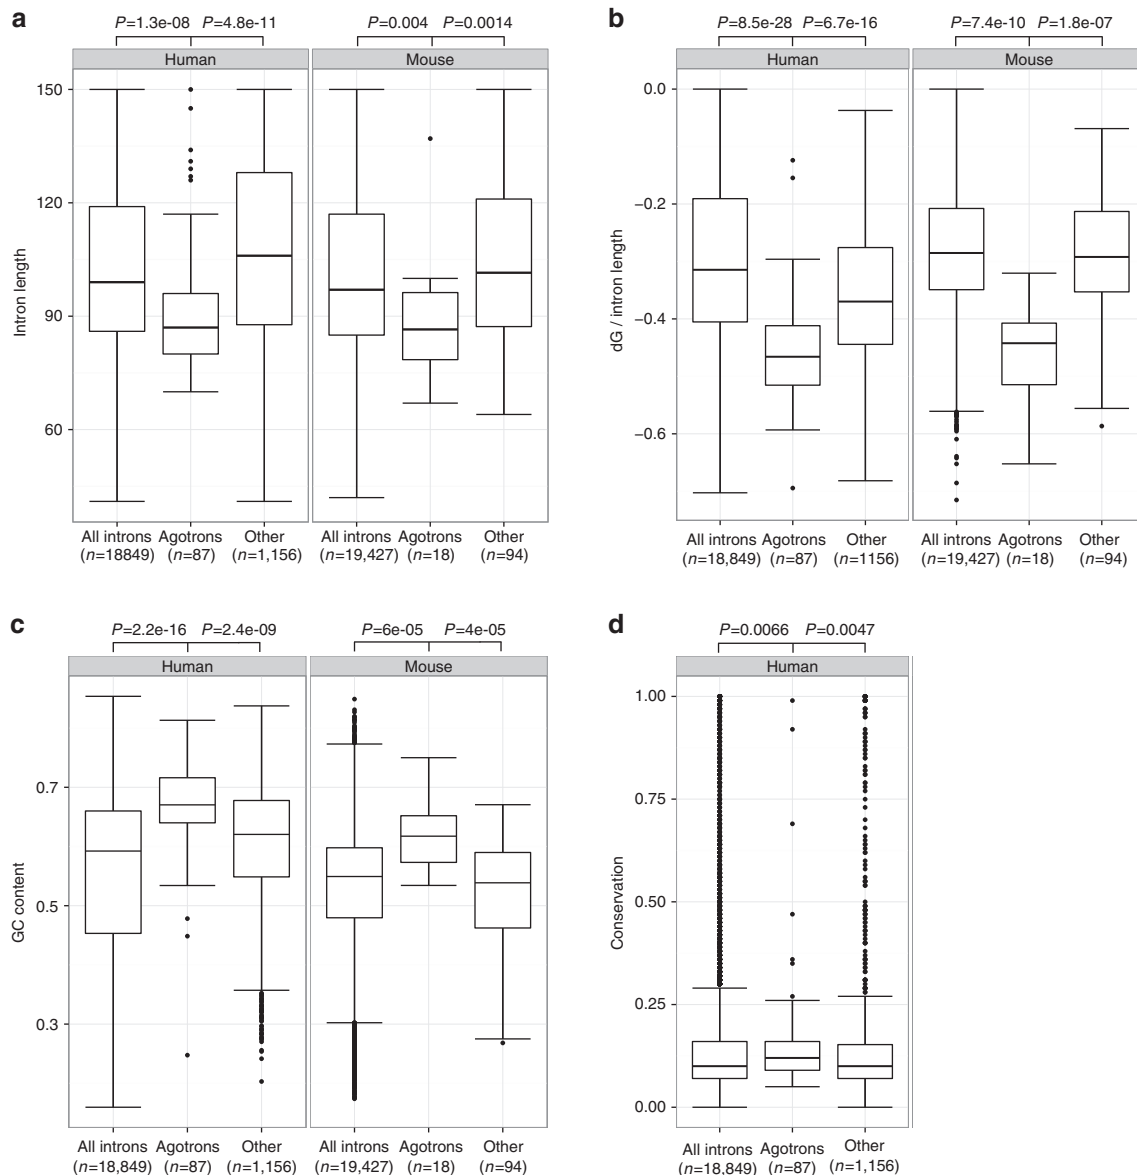 a
P=1.3e-08 P=4.8e-11 P=0.004 P=0.0014
Human Mouse
150
120
90
60
Intron length
All introns Agotrons Other All introns Agotrons Other
(n=18849) (n=87) (n=1,156) (n=19,427) (n=18) (n=94)
b
P=8.5e-28 P=6.7e-16 P=7.4e-10 P=1.8e-07
Human Mouse
0.0
−0.2
−0.4
−0.6
dG / intron length
All introns Agotrons Other All introns Agotrons Other
(n=18,849) (n=87) (n=1156) (n=19,427) (n=18) (n=94)
c
P=2.2e-16 P=2.4e-09 P=6e-05 P=4e-05
Human Mouse
0.7
0.5
0.3
GC content
All introns Agotrons Other All introns Agotrons Other
(n=18,849) (n=87) (n=1,156) (n=19,427) (n=18) (n=94)
d
P=0.0066 P=0.0047
Human
1.00
0.75
0.50
0.25
0.00
Conservation
All introns Agotrons Other
(n=18,849) (n=87) (n=1,156)